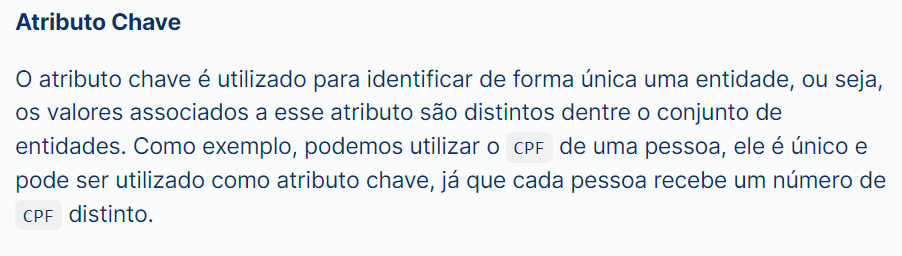 Atributo Chave
O atributo chave é utilizado para identificar de forma única uma entidade, ou seja,
os valores associados a esse atributo são distintos dentre o conjunto de
entidades. Como exemplo, podemos utilizar o CPF de uma pessoa, ele é único e
pode ser utilizado como atributo chave, já que cada pessoa recebe um número de
CPF distinto.